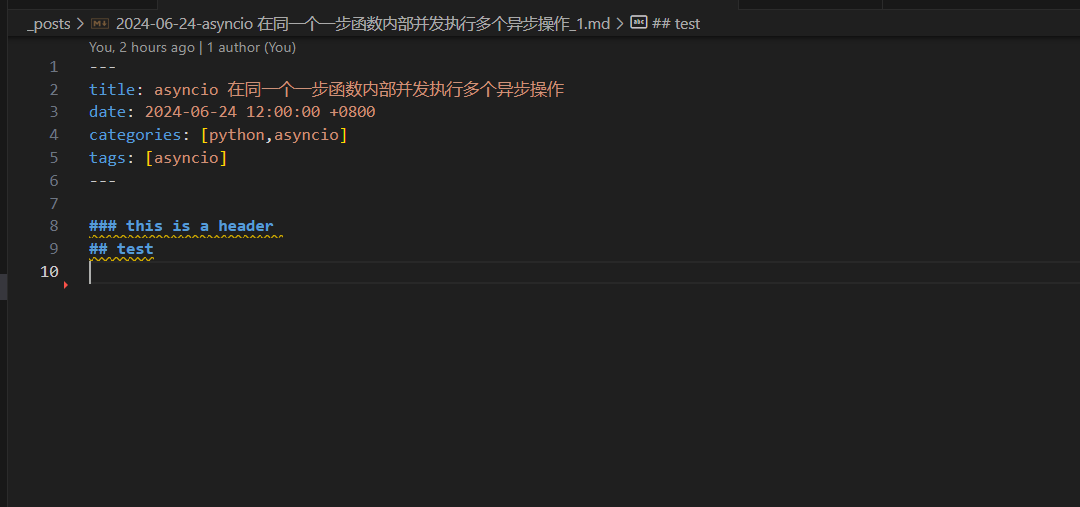 _posts > 2024-06-24-asyncio 在同一个一步函数内部并发执行多个异步操作_1.md > abc ## test
You, 2 hours ago | 1 author (You)
1 ---
2 title: asyncio 在同一个一步函数内部并发执行多个异步操作
3 date: 2024-06-24 12:00:00 +0800
4 categories: [python,asyncio]
5 tags: [asyncio]
6 ---
7
8 ### this is a header
9 ## test
10